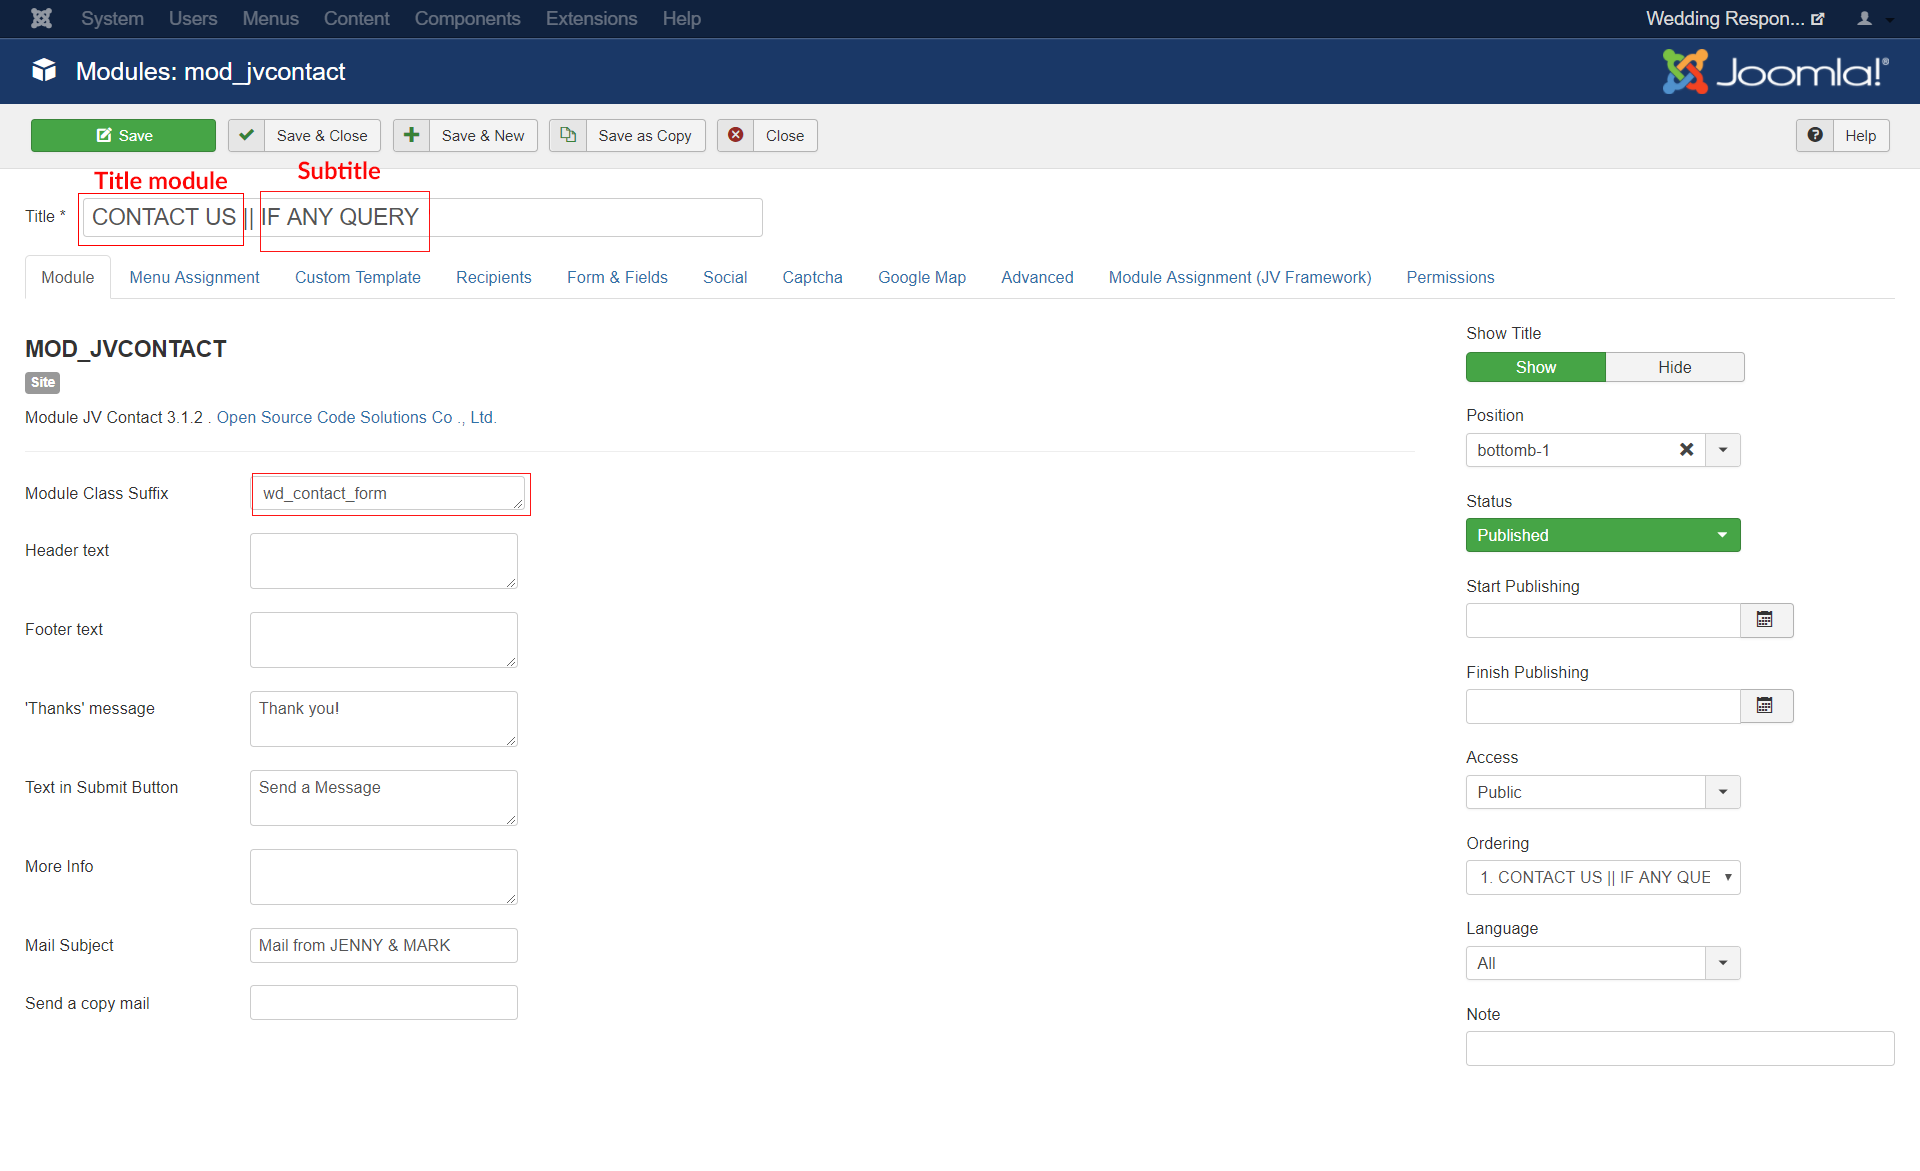 System Users Menus Content Components Extensions Help Wedding Respon...
Modules: mod_jvcontact Joomla!®
Save Save & Close Save & New Save as Copy Close Help
Title module Subtitle
Title * CONTACT US || IF ANY QUERY
Module Menu Assignment Custom Template Recipients Form & Fields Social Captcha Google Map Advanced Module Assignment (JV Framework) Permissions
MOD_JVCONTACT
Site
Module JV Contact 3.1.2 . Open Source Code Solutions Co ., Ltd.
Module Class Suffix wd_contact_form
Header text
Footer text
'Thanks' message Thank you!
Text in Submit Button Send a Message
More Info
Mail Subject Mail from JENNY & MARK
Send a copy mail
Show Title
Show Hide
Position
bottomb-1
Status
Published
Start Publishing
Finish Publishing
Access
Public
Ordering
1. CONTACT US || IF ANY QUE
Language
All
Note